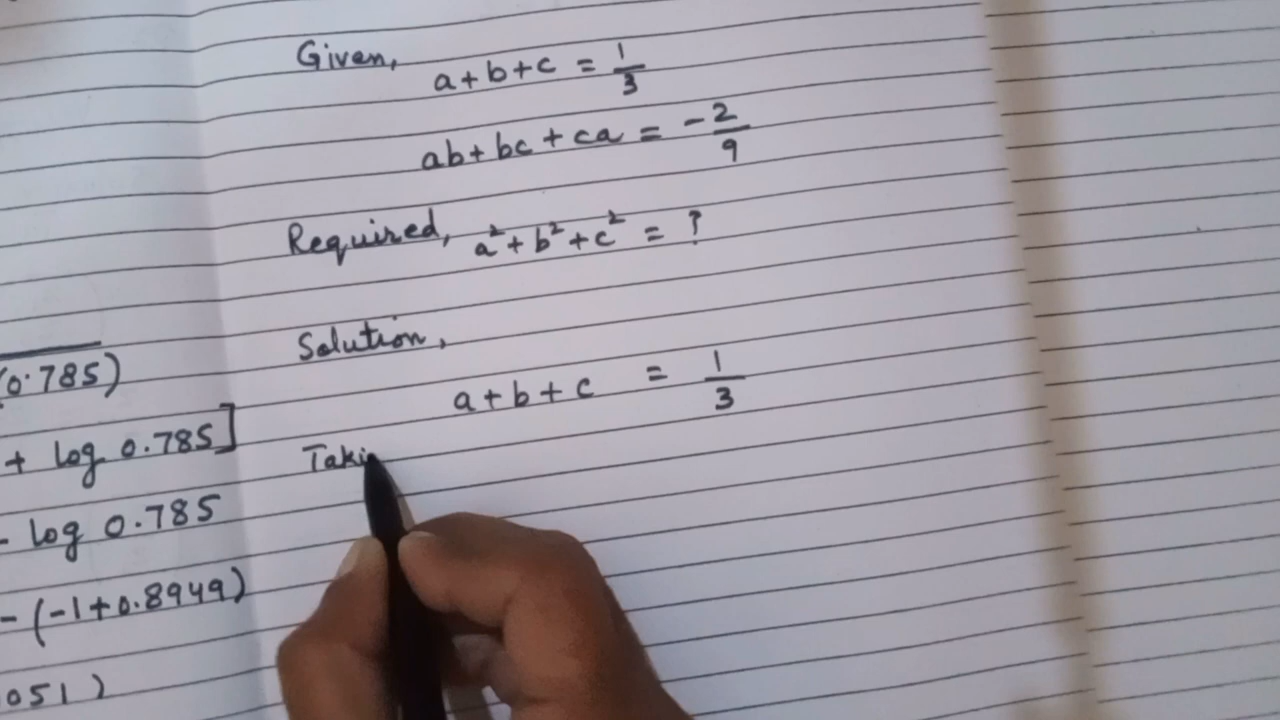 Given,
a+b+c = 1/3
ab+bc+ca = -2/9
Required, a²+b²+c² = ?
Solution,
a+b+c = 1/3
Taki
(0.785)
+ log 0.785]
- log 0.785
-(-1+0.8949)
051)